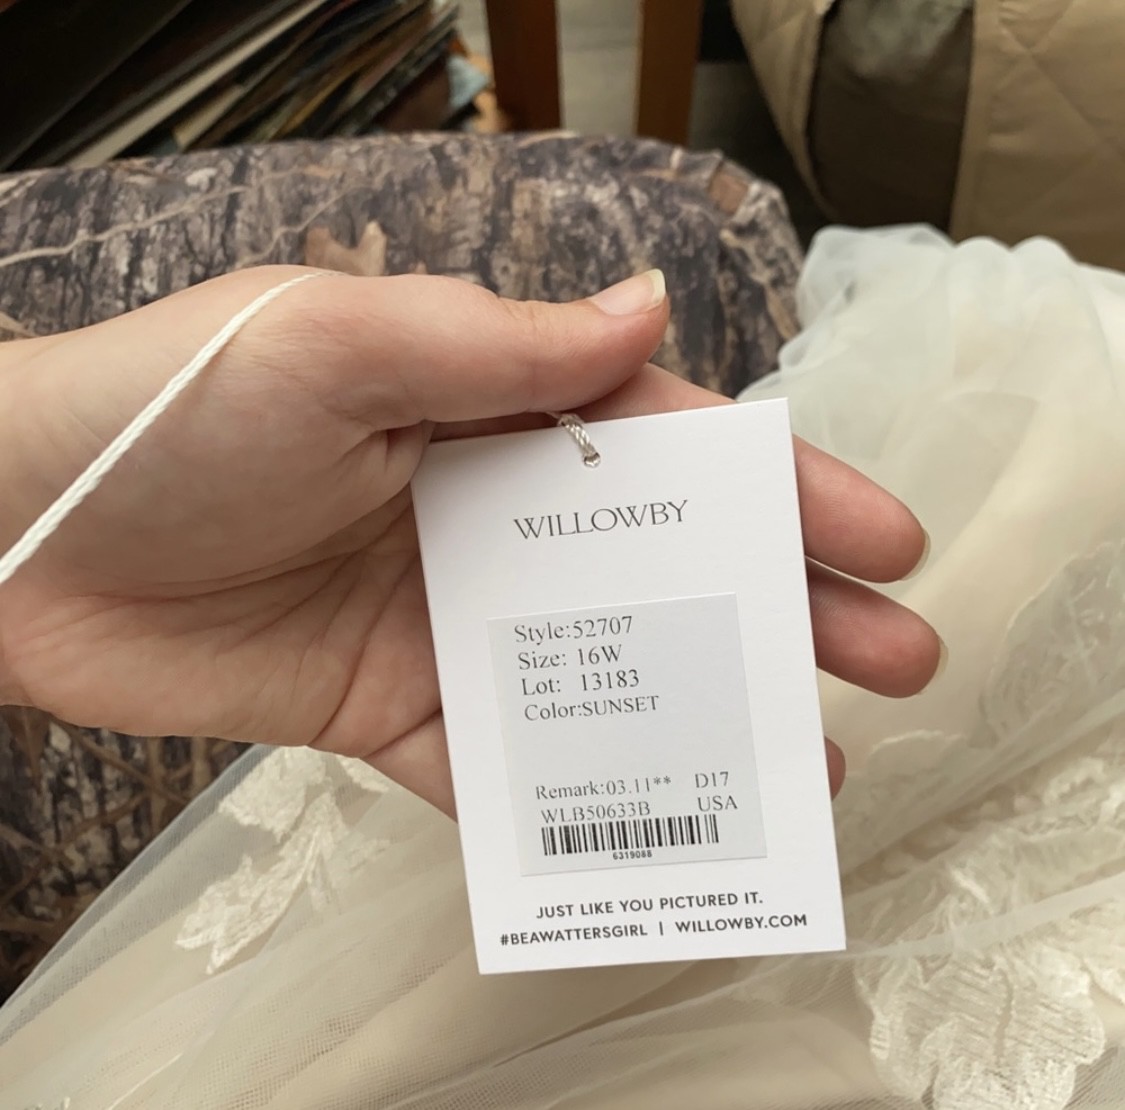 WILLOWBY
Style:52707
Size: 16W
Lot: 13183
Color:SUNSET
Remark:03.11** D17
WLB50633B USA
6319088
JUST LIKE YOU PICTURED IT.
#BEAWATTERSGIRL | WILLOWBY.COM